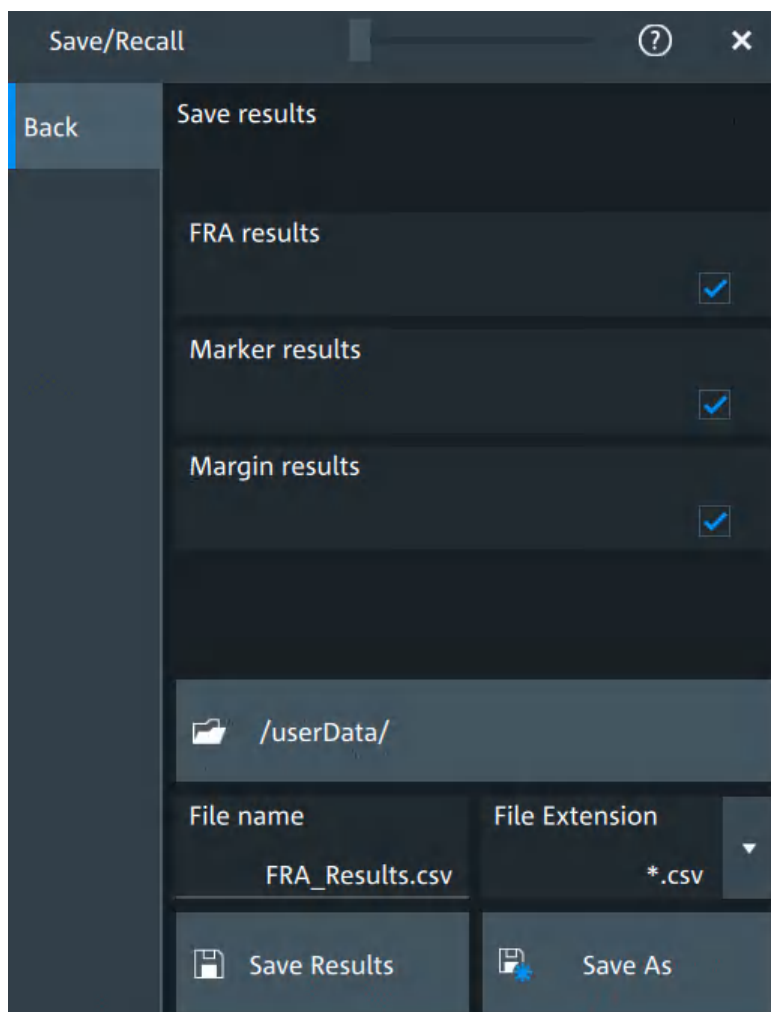 Save/Recall
Back
Save results
FRA results
Marker results
Margin results
/userData/
File name
File Extension
FRA_Results.csv
*.csv
Save Results
Save As